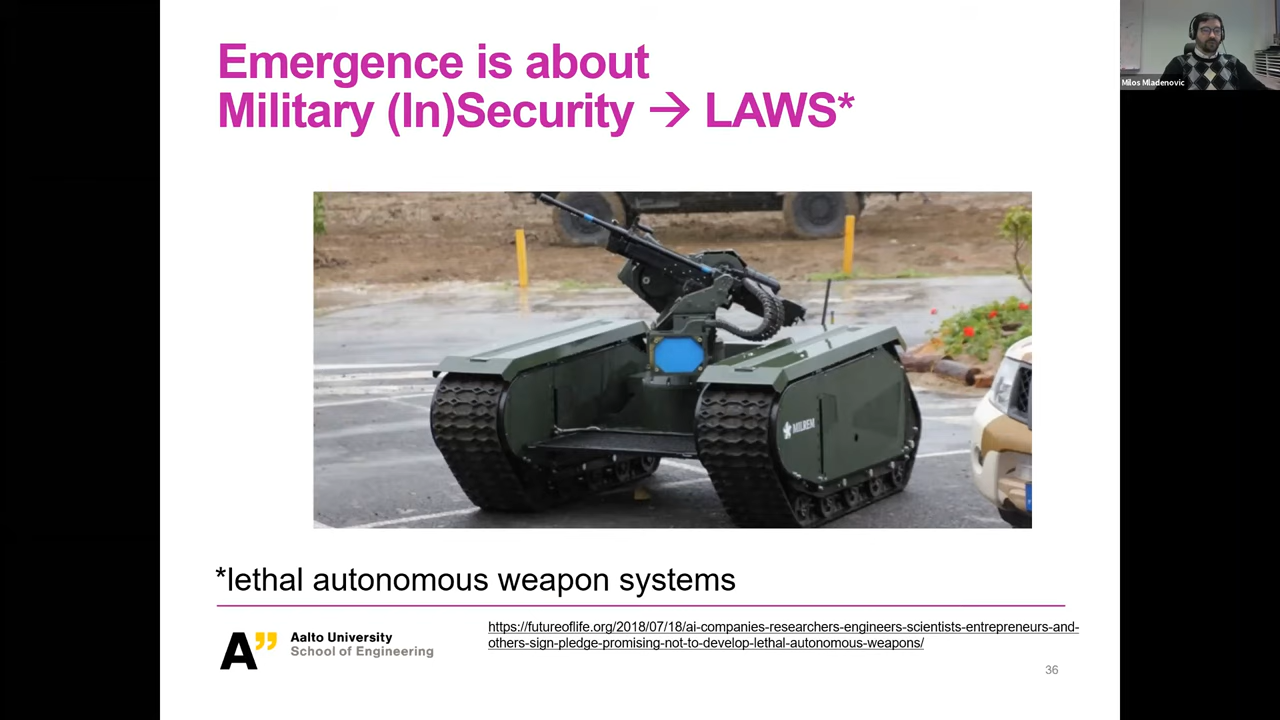 Emergence is about
Military (In)Security → LAWS*
Milos Mladenovic
MILREM
*lethal autonomous weapon systems
A”
Aalto University
School of Engineering
https://futureoflife.org/2018/07/18/ai-companies-researchers-engineers-scientists-entrepreneurs-and-
others-sign-pledge-promising-not-to-develop-lethal-autonomous-weapons/
36